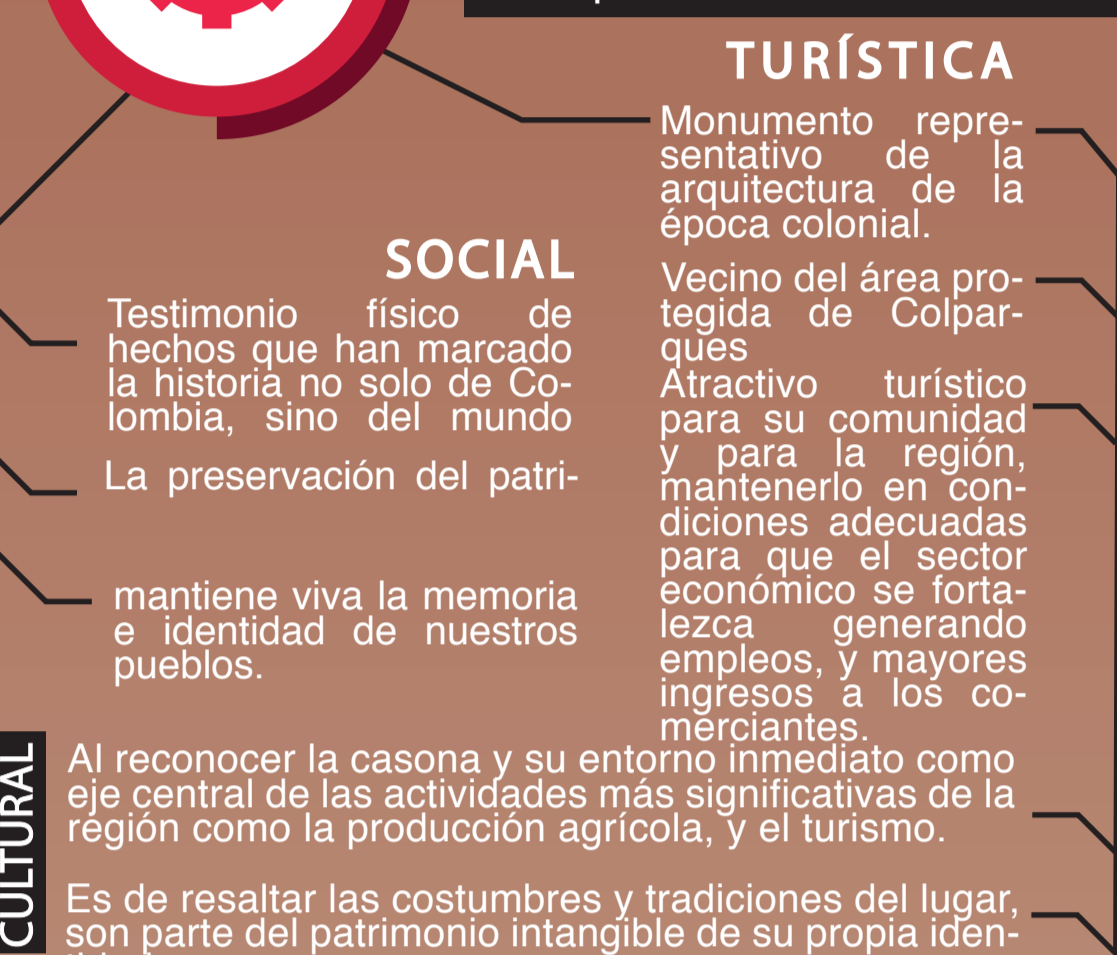 TURÍSTICA
Monumento repre-
sentativo de la
arquitectura de la
época colonial.
Vecino del área pro-
tegida de Colpar-
ques
Atractivo turístico
para su comunidad
y para la región,
mantenerlo en con-
diciones adecuadas
para que el sector
económico se forta-
lezca generando
empleos, y mayores
ingresos a los co-
merciantes.
SOCIAL
Testimonio físico de
hechos que han marcado
la historia no solo de Co-
lombia, sino del mundo
La preservación del patri-
mantiene viva la memoria
e identidad de nuestros
pueblos.
CULTURAL
Al reconocer la casona y su entorno inmediato como
eje central de las actividades más significativas de la
región como la producción agrícola, y el turismo.
Es de resaltar las costumbres y tradiciones del lugar,
son parte del patrimonio intangible de su propia iden-